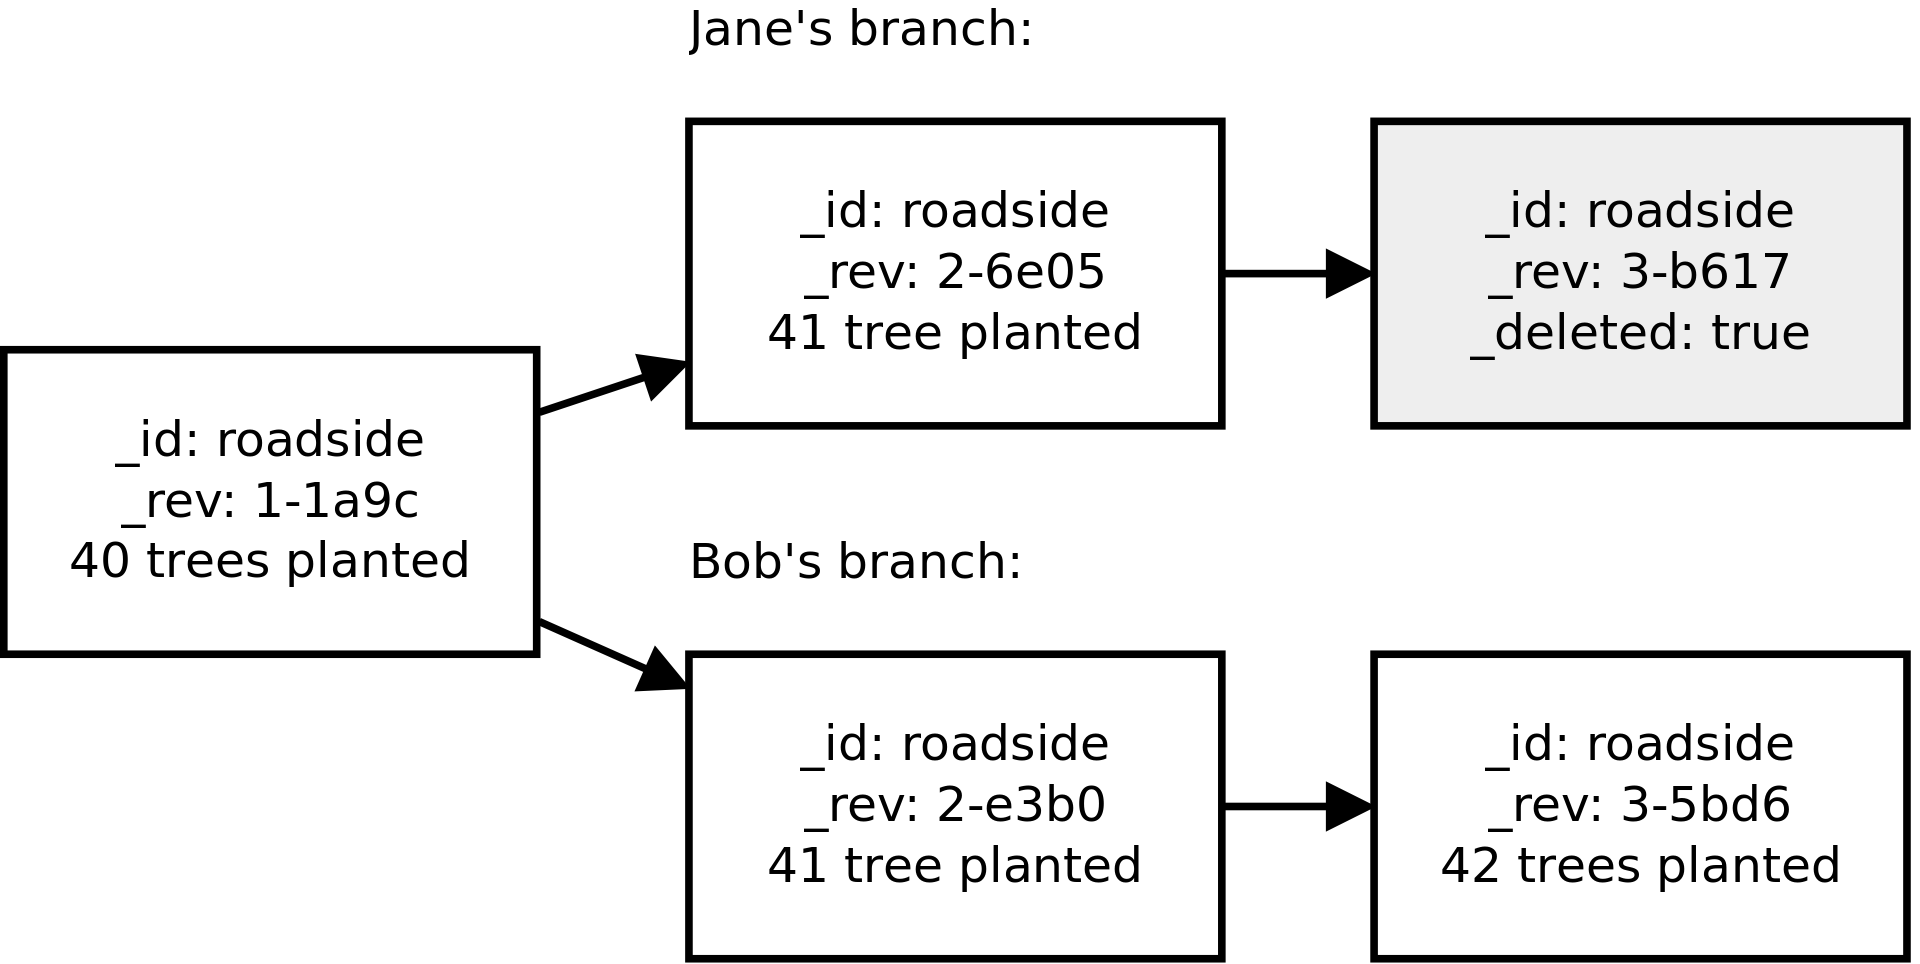 Jane's branch:
_id: roadside
_rev: 2-6e05
41 tree planted
_id: roadside
_rev: 3-b617
_deleted: true
_id: roadside
_rev: 1-1a9c
40 trees planted
Bob's branch:
_id: roadside
_rev: 2-e3b0
41 tree planted
_id: roadside
_rev: 3-5bd6
42 trees planted